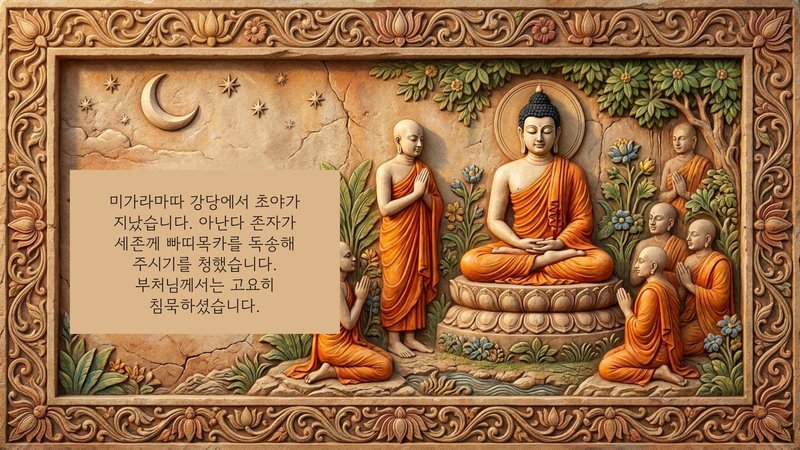 미가라마따 강당에서 초야가
지났습니다. 아난다 존자가
세존께 빠띠목카를 독송해
주시기를 청했습니다.
부처님께서는 고요히
침묵하셨습니다.